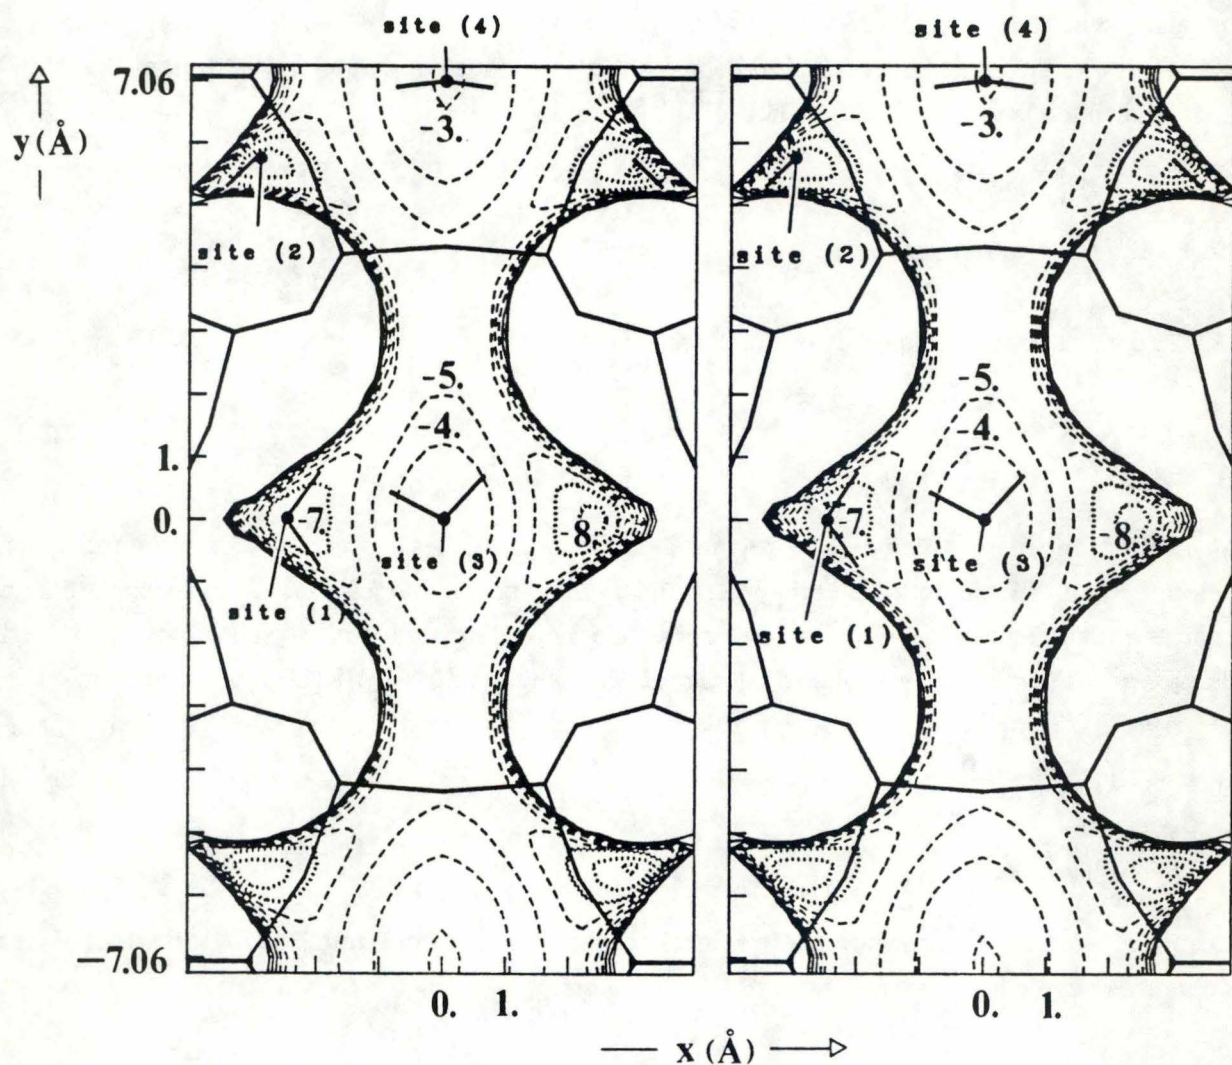 site (4)
site (4)
7.06
y (Å)
-3.
-3.
site (2)
site (2)
-5.
-5.
-4.
-4.
1.
0.
-7.
-8.
-7.
-8.
site (3)
site (3)
site (1)
site (1)
−7.06
0.
1.
0.
1.
x (Å)